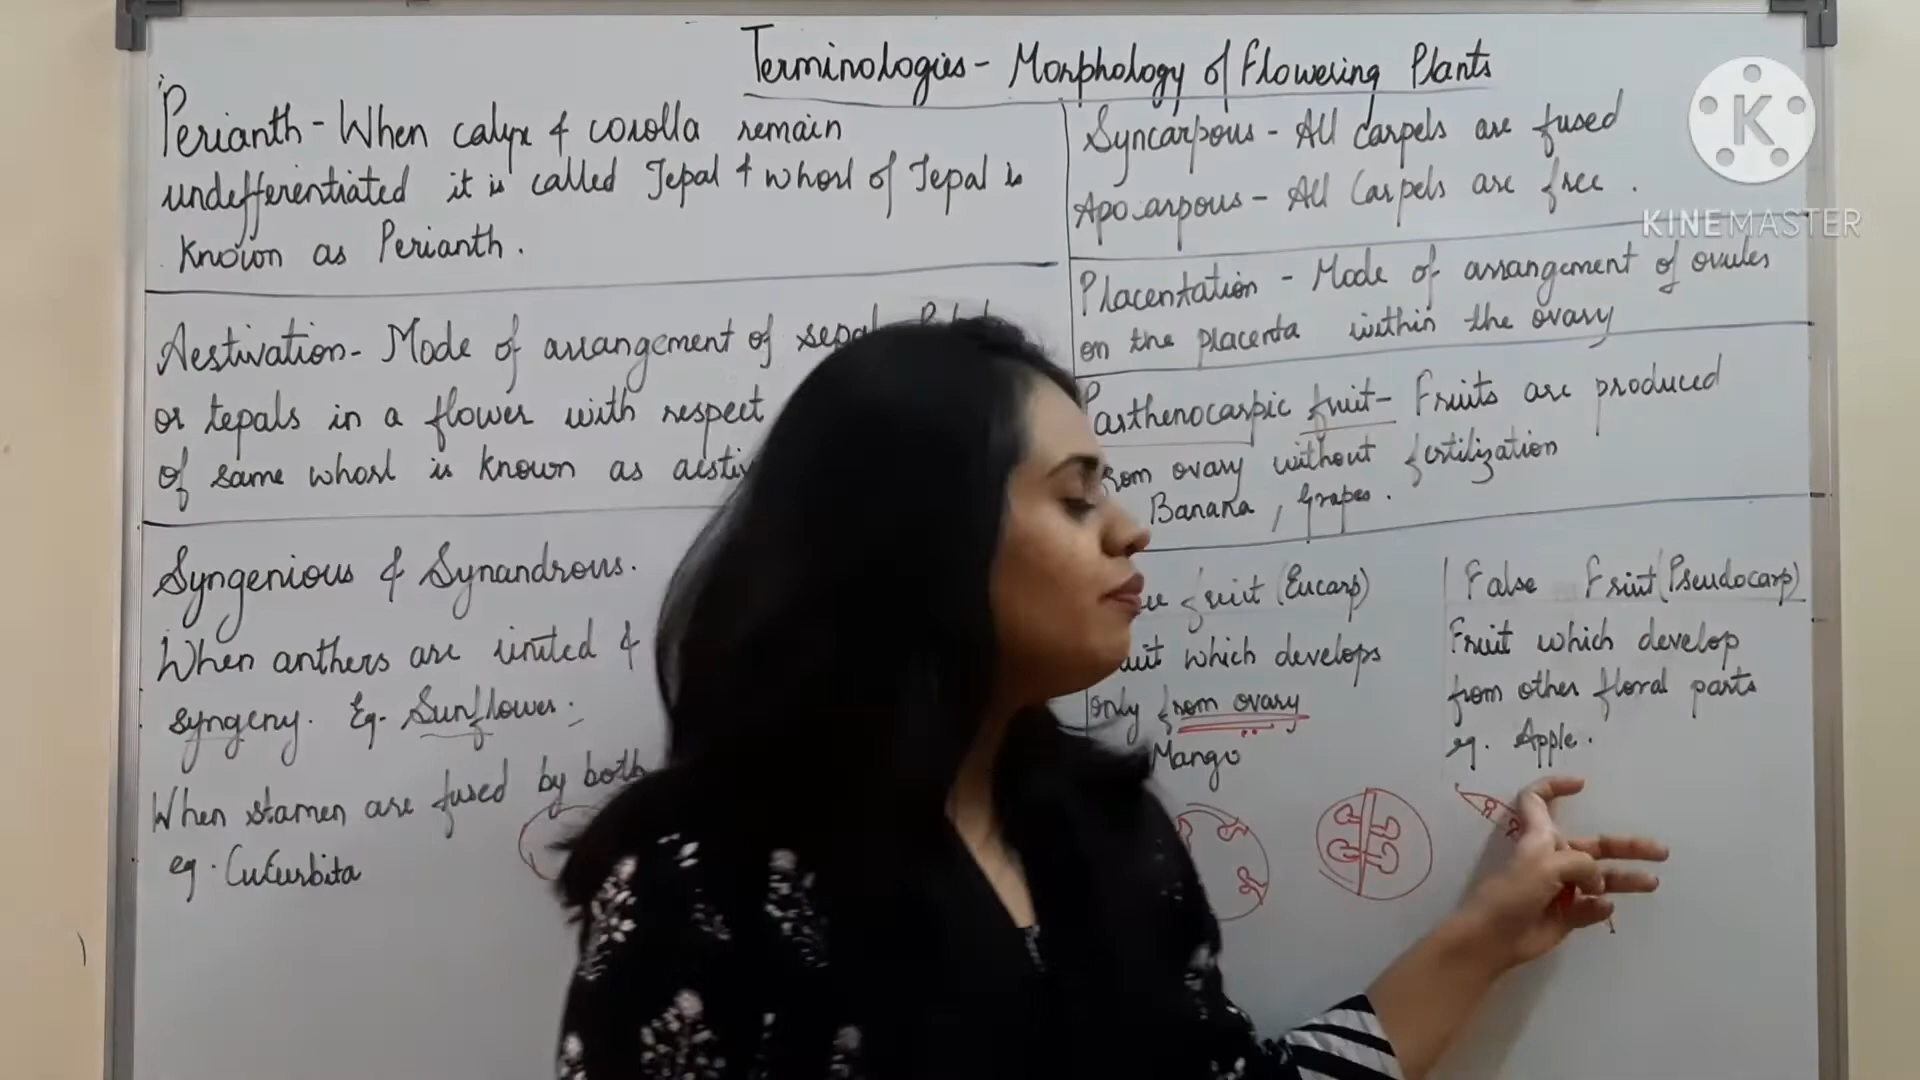 Terminologies - Morphology of Flowering Plants
Perianth - When calyx & corolla remain
undefferentiated it is called Tepal & whorl of Tepal is
known as Perianth.
Aestivation - Mode of arrangement of
or tepals in a flower with respect
of same whorl is known as
Syngenious & Synandrous.
When anthers are united &
syngeny. Eg. Sunflower.
When stamen are fused by both
eg. Cucurbita
Syncarpous - All carpels are fused
Apocarpous - All Carpels are free.
Placentation - Mode of arrangement of ovules
on the placenta within the ovary
Parthenocarpic fruit - Fruits are produced
from ovary without fertilization
Banana, Grapes.
fruit (Eucarp)
which develops
only from ovary
Mango
False Fruit (Pseudocarp)
Fruit which develop
from other floral parts
eg. Apple.
K
KINEMASTER